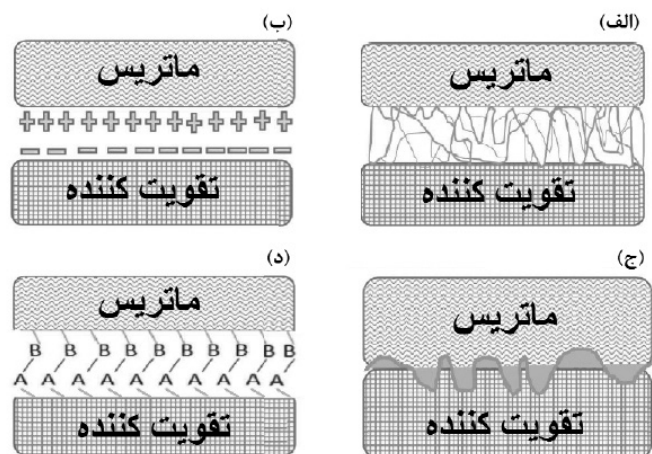 (الف)
ماتریس
تقویت کننده
(ب)
ماتریس
+ + + + + + + + + + +
– – – – – – – – – – –
تقویت کننده
(ج)
ماتریس
تقویت کننده
(د)
ماتریس
B B B B B B B B B
A A A A A A A A A
تقویت کننده